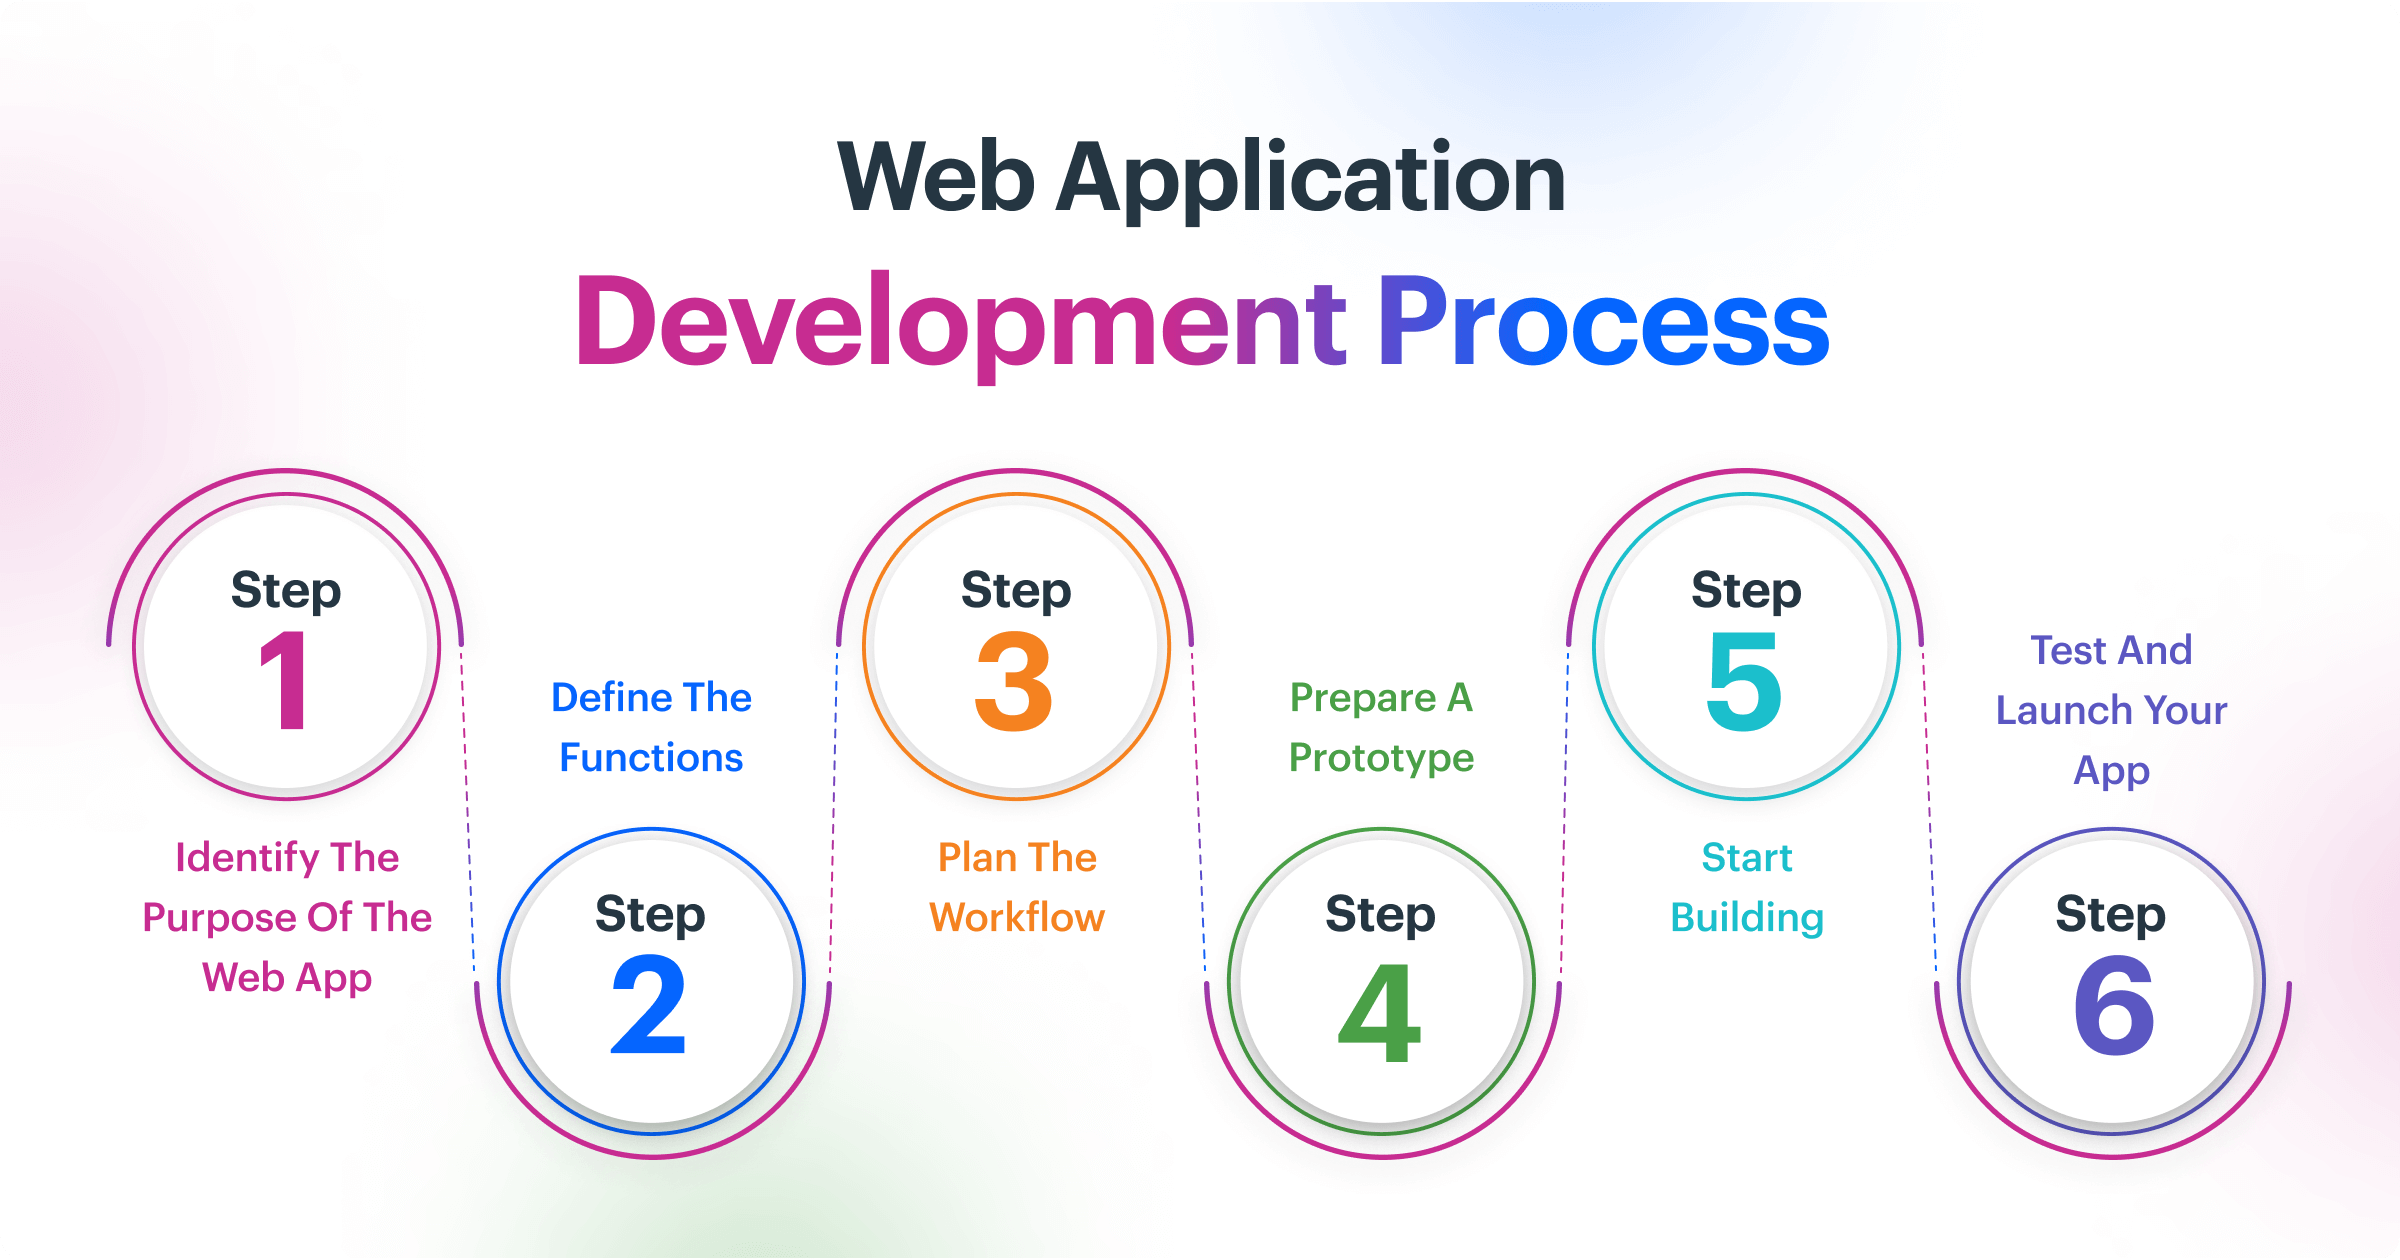 Web Application
Development Process
Step
1
Identify The
Purpose Of The
Web App
Define The
Functions
Step
2
Step
3
Plan The
Workflow
Prepare A
Prototype
Step
4
Step
5
Start
Building
Test And
Launch Your
App
Step
6